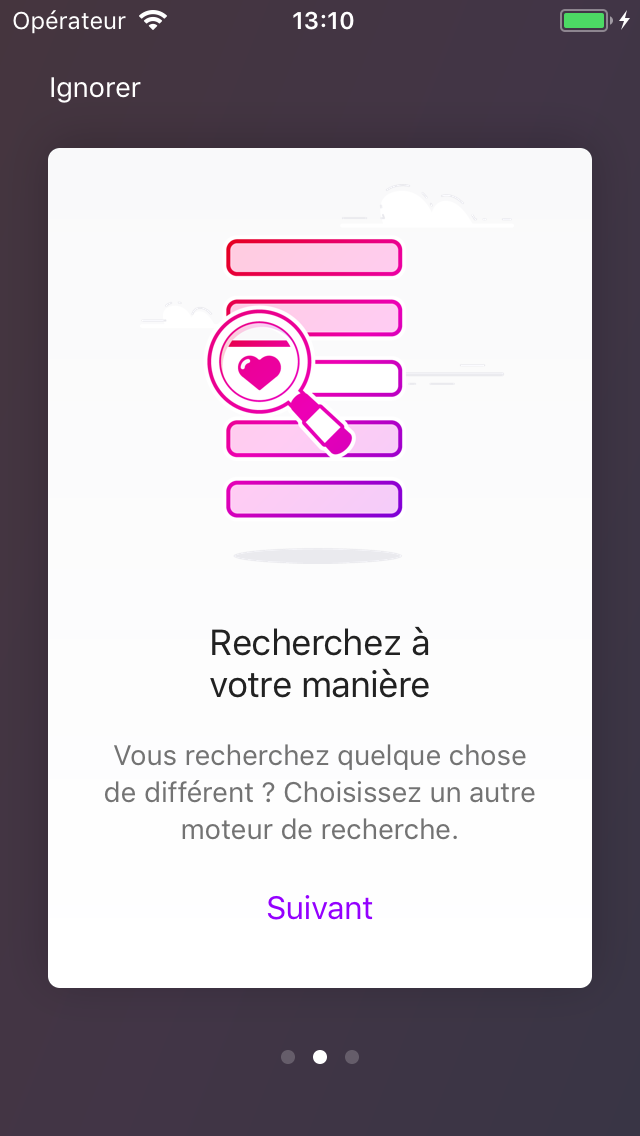 Opérateur 13:10
Ignorer
Recherchez à
votre manière
Vous recherchez quelque chose
de différent ? Choisissez un autre
moteur de recherche.
Suivant